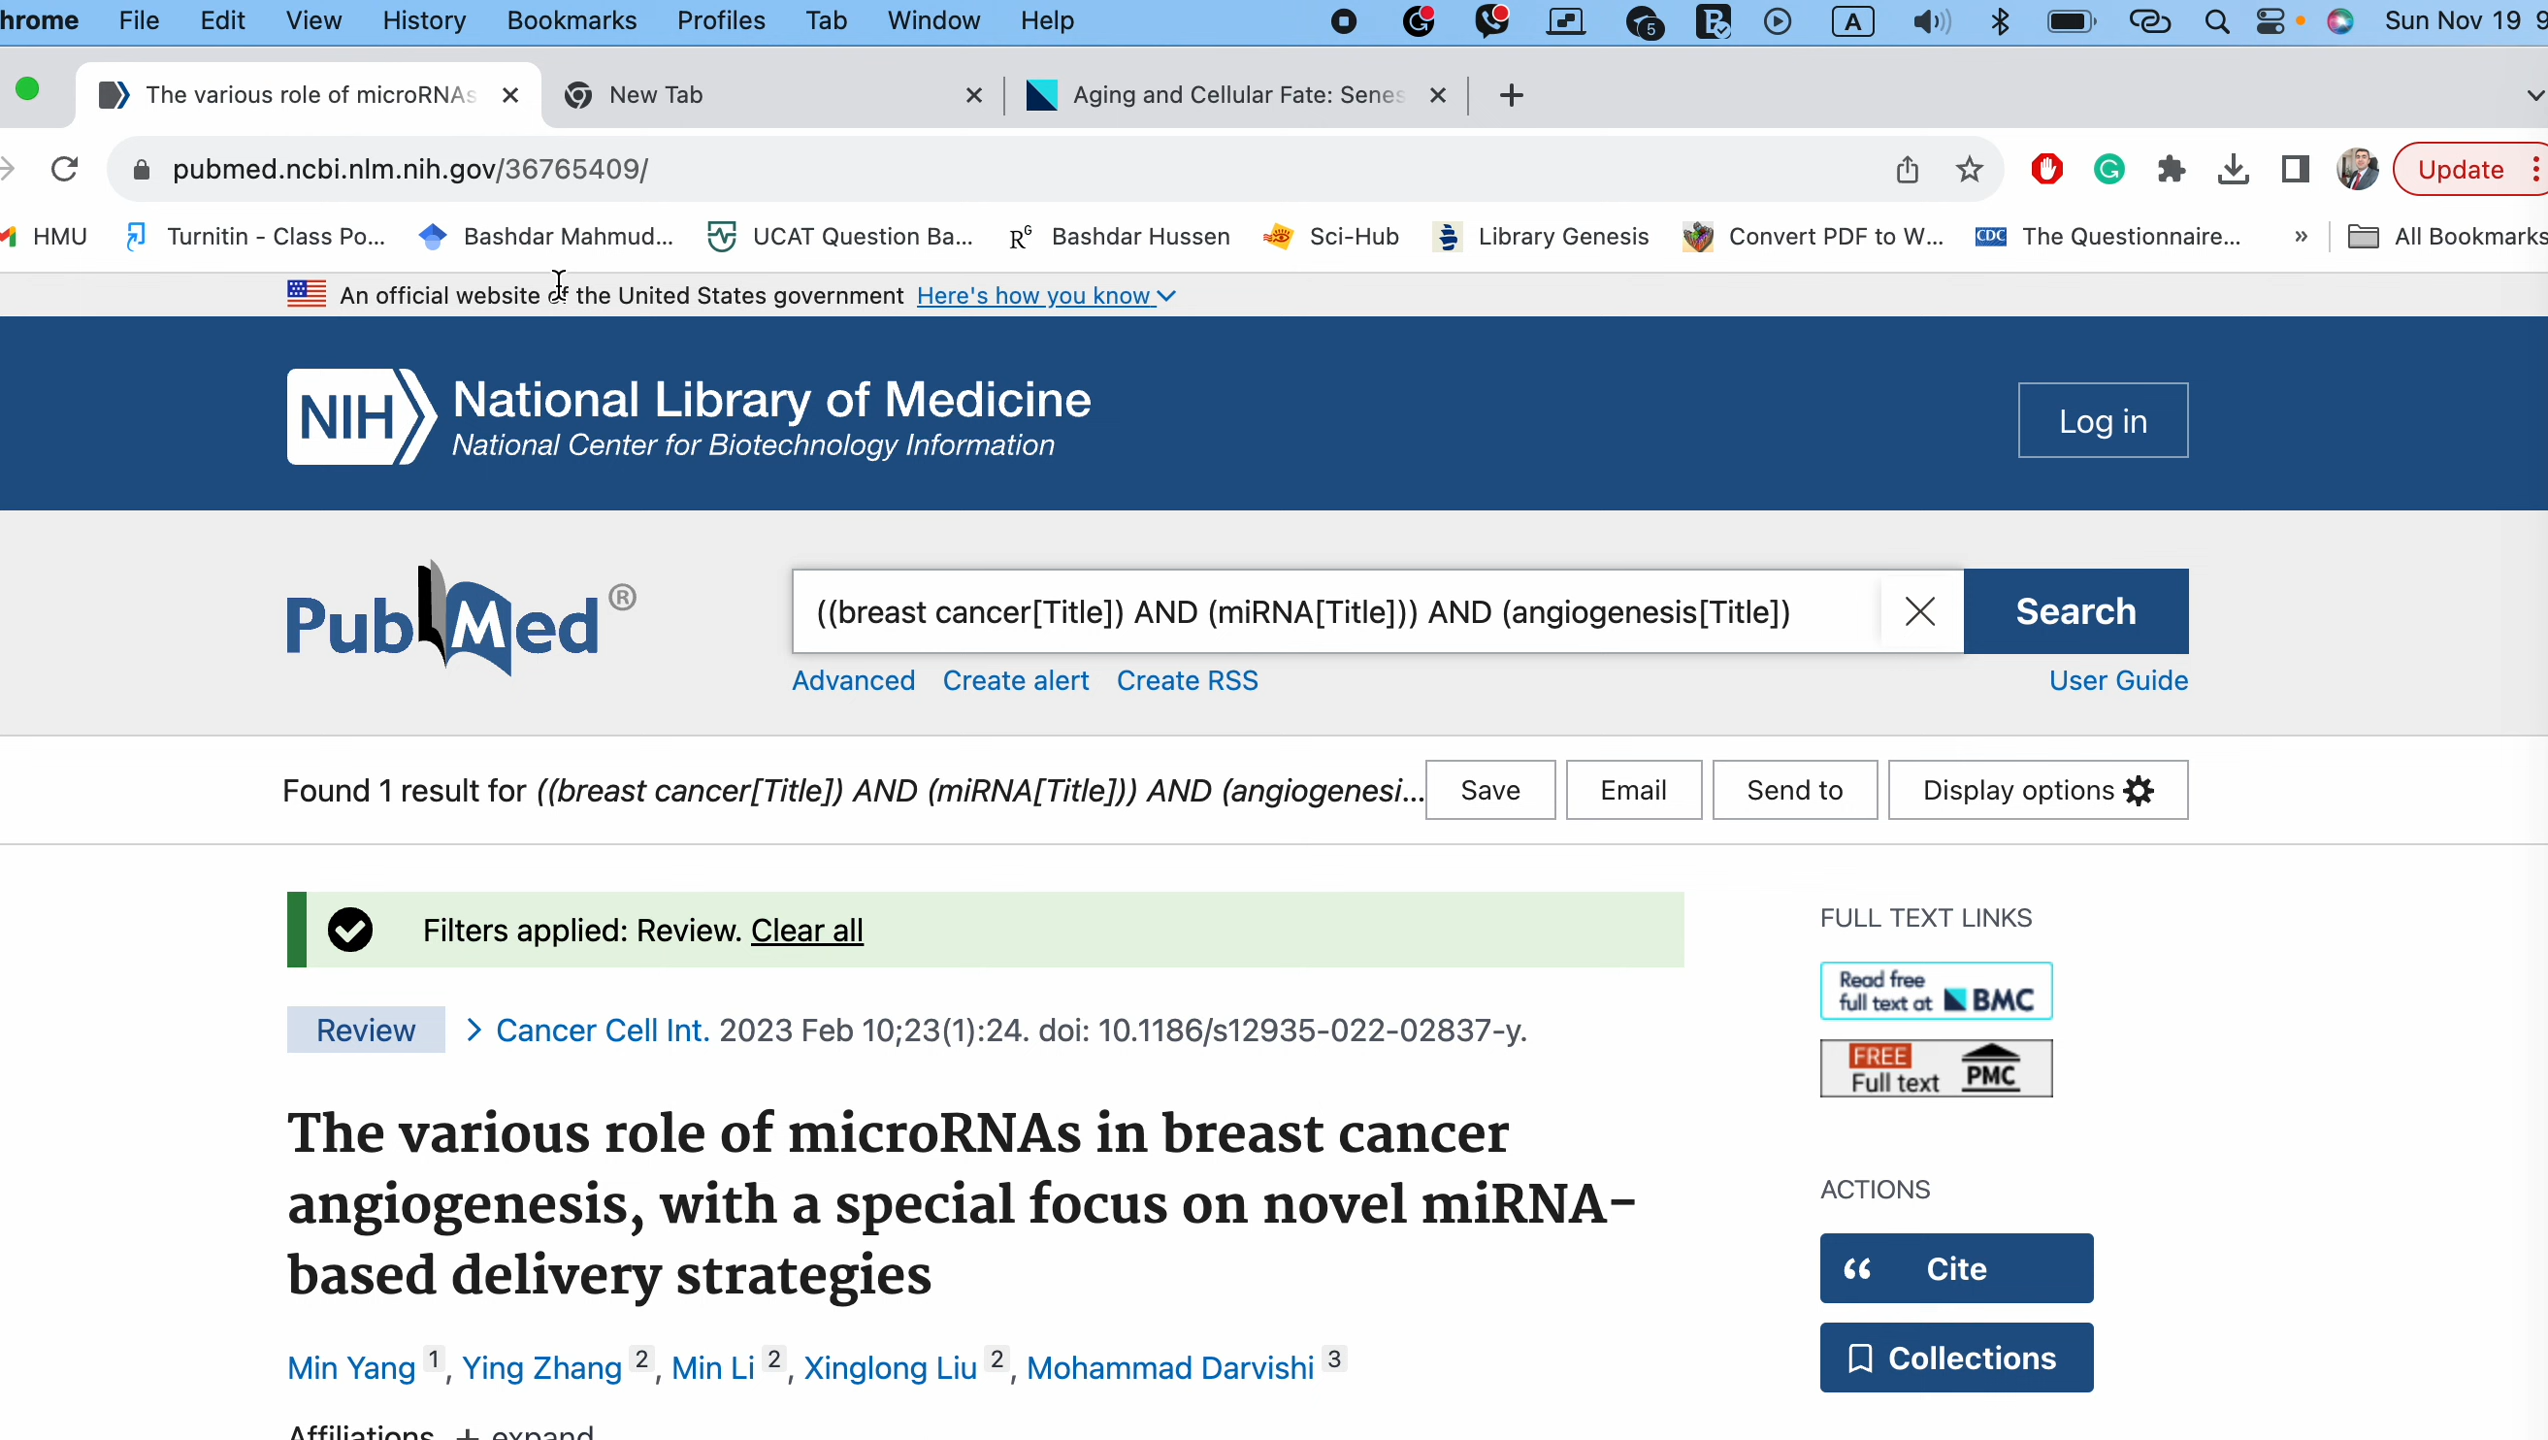 hrome File Edit View History Bookmarks Profiles Tab Window Help 5 A Sun Nov 19 9
The various role of microRNAs New Tab Aging and Cellular Fate: Senes
pubmed.ncbi.nlm.nih.gov/36765409/ Update
HMU Turnitin - Class Po... Bashdar Mahmud... UCAT Question Ba... RG Bashdar Hussen Sci-Hub Library Genesis Convert PDF to W... CDC The Questionnaire... » All Bookmarks
An official website of the United States government Here's how you know
NIH National Library of Medicine
National Center for Biotechnology Information
Log in
PubMed®
((breast cancer[Title]) AND (miRNA[Title])) AND (angiogenesis[Title])
Search
Advanced Create alert Create RSS User Guide
Found 1 result for ((breast cancer[Title]) AND (miRNA[Title])) AND (angiogenesi... Save Email Send to Display options
Filters applied: Review. Clear all
FULL TEXT LINKS
Read free
full text at BMC
Review > Cancer Cell Int. 2023 Feb 10;23(1):24. doi: 10.1186/s12935-022-02837-y.
FREE
Full text PMC
The various role of microRNAs in breast cancer
angiogenesis, with a special focus on novel miRNA-
based delivery strategies
ACTIONS
Cite
Collections
Min Yang 1, Ying Zhang 2, Min Li 2, Xinglong Liu 2, Mohammad Darvishi 3
Affiliations + expand